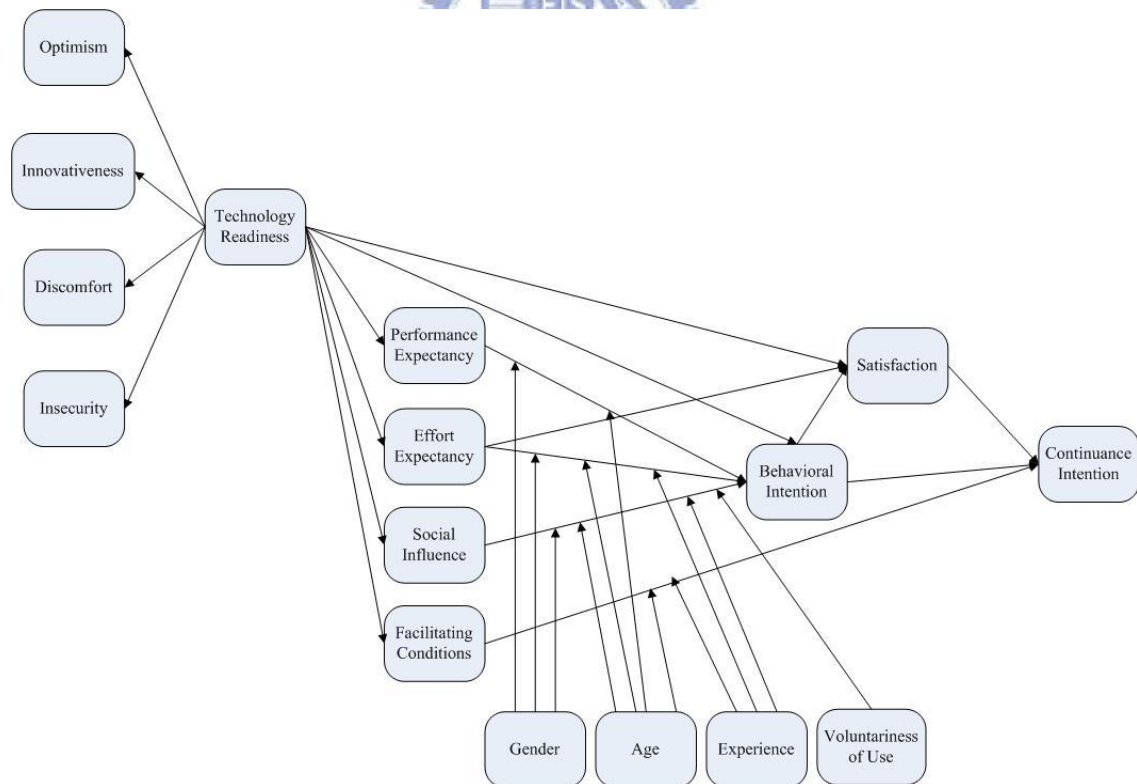 Optimism
Innovativeness
Technology
Readiness
Discomfort
Insecurity
Performance
Expectancy
Effort
Expectancy
Social
Influence
Facilitating
Conditions
Satisfaction
Behavioral
Intention
Continuance
Intention
Gender
Age
Experience
Voluntariness
of Use